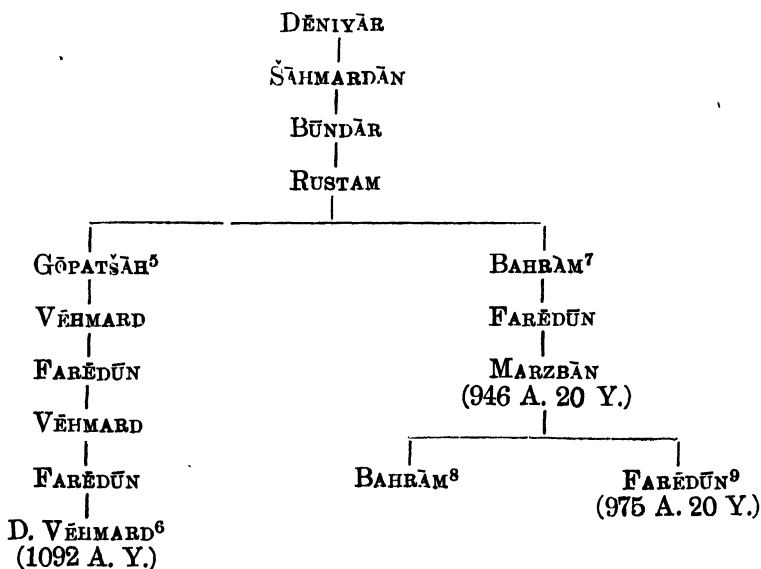 DĒNIYĀR
ŠĀHMARDĀN
BŪNDĀR
RUSTAM
GŌPATŠĀH⁵ BAHRĀM⁷
VĒHMARD FARĒDŪN
FARĒDŪN MARZBĀN
(946 A. 20 Y.)
VĒHMARD
FARĒDŪN BAHRĀM⁸ FARĒDŪN⁹
(975 A. 20 Y.)
D. VĒHMARD⁶
(1092 A. Y.)